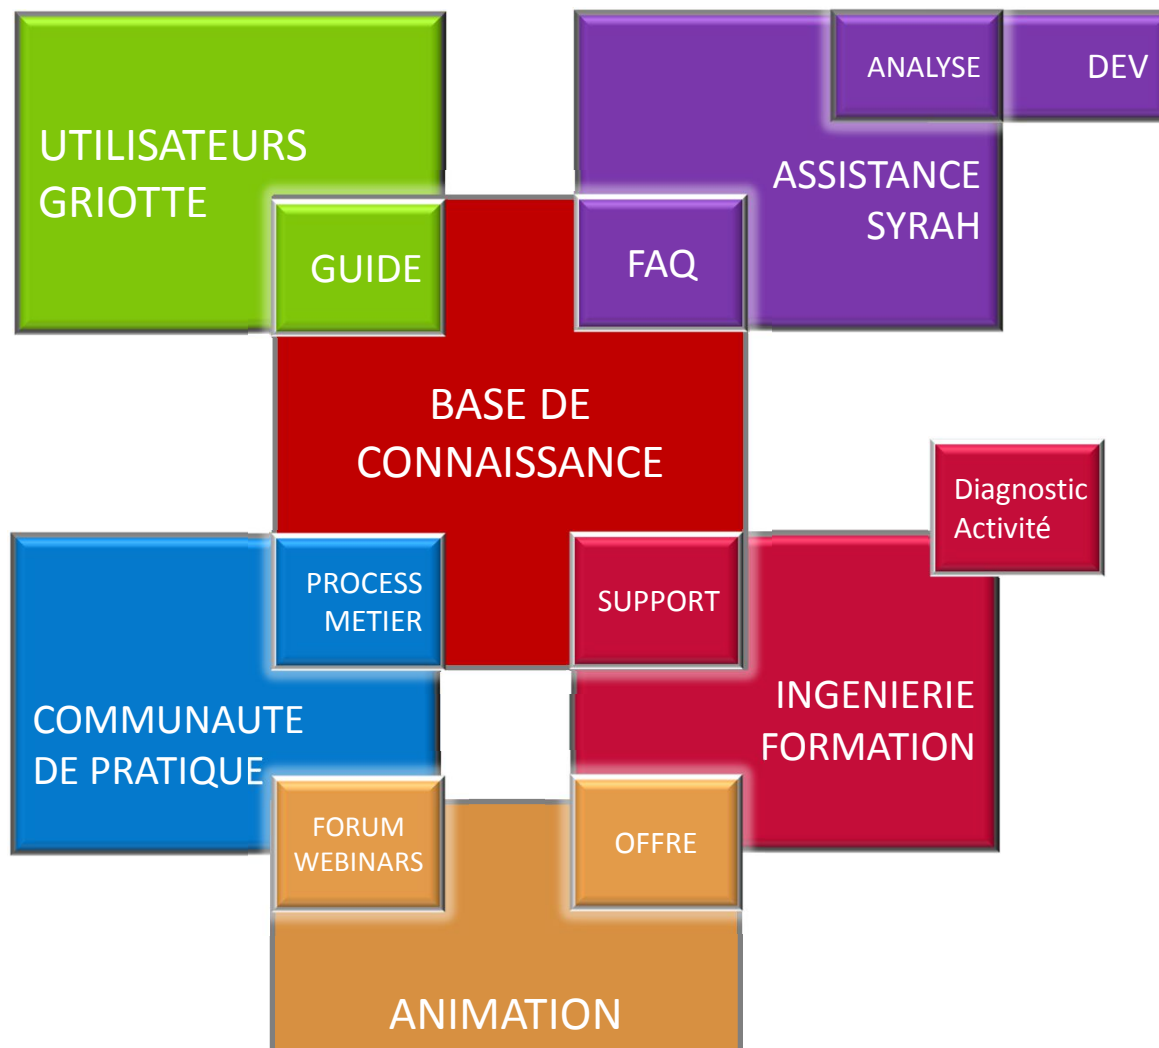 UTILISATEURS
GRIOTTE
GUIDE
ANALYSE
DEV
ASSISTANCE
SYRAH
FAQ
BASE DE
CONNAISSANCE
Diagnostic
Activité
PROCESS
METIER
SUPPORT
COMMUNAUTE
DE PRATIQUE
INGENIERIE
FORMATION
FORUM
WEBINARS
OFFRE
ANIMATION